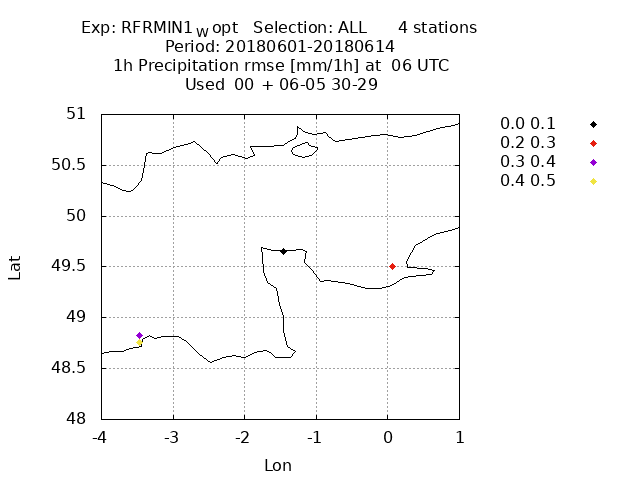 Exp: RFRMIN1_W opt Selection: ALL 4 stations
Period: 20180601-20180614
1h Precipitation rmse [mm/1h] at 06 UTC
Used 00 + 06-05 30-29
0.0 0.1
0.2 0.3
0.3 0.4
0.4 0.5
51
50.5
50
49.5
49
48.5
48
Lat
-4 -3 -2 -1 0 1
Lon